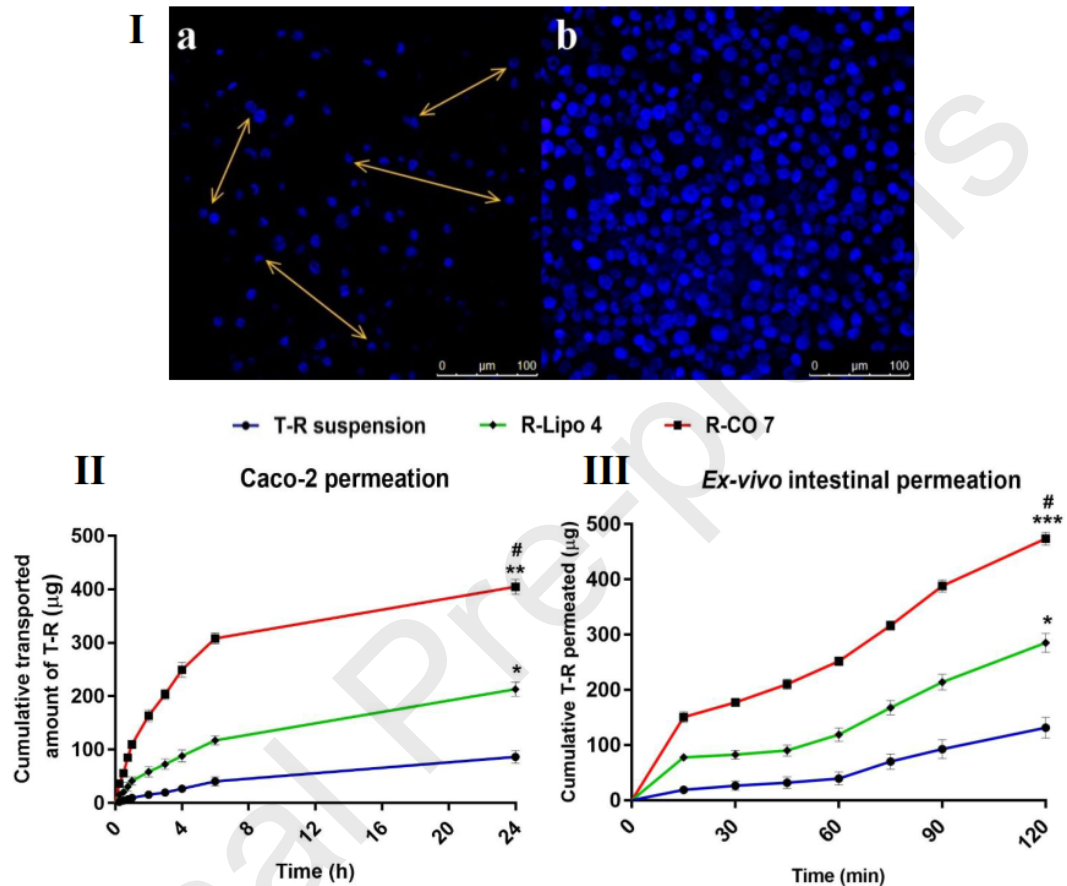 I
a
b
0 µm 100
0 µm 100
T-R suspension R-Lipo 4 R-CO 7
II
Caco-2 permeation
Cumulative transported
amount of T-R (µg)
500
400
300
200
100
0
0 4 8 12 16 20 24
Time (h)
#
**
*
III
Ex-vivo intestinal permeation
Cumulative T-R permeated (µg)
500
400
300
200
100
0
0 30 60 90 120
Time (min)
#
***
*